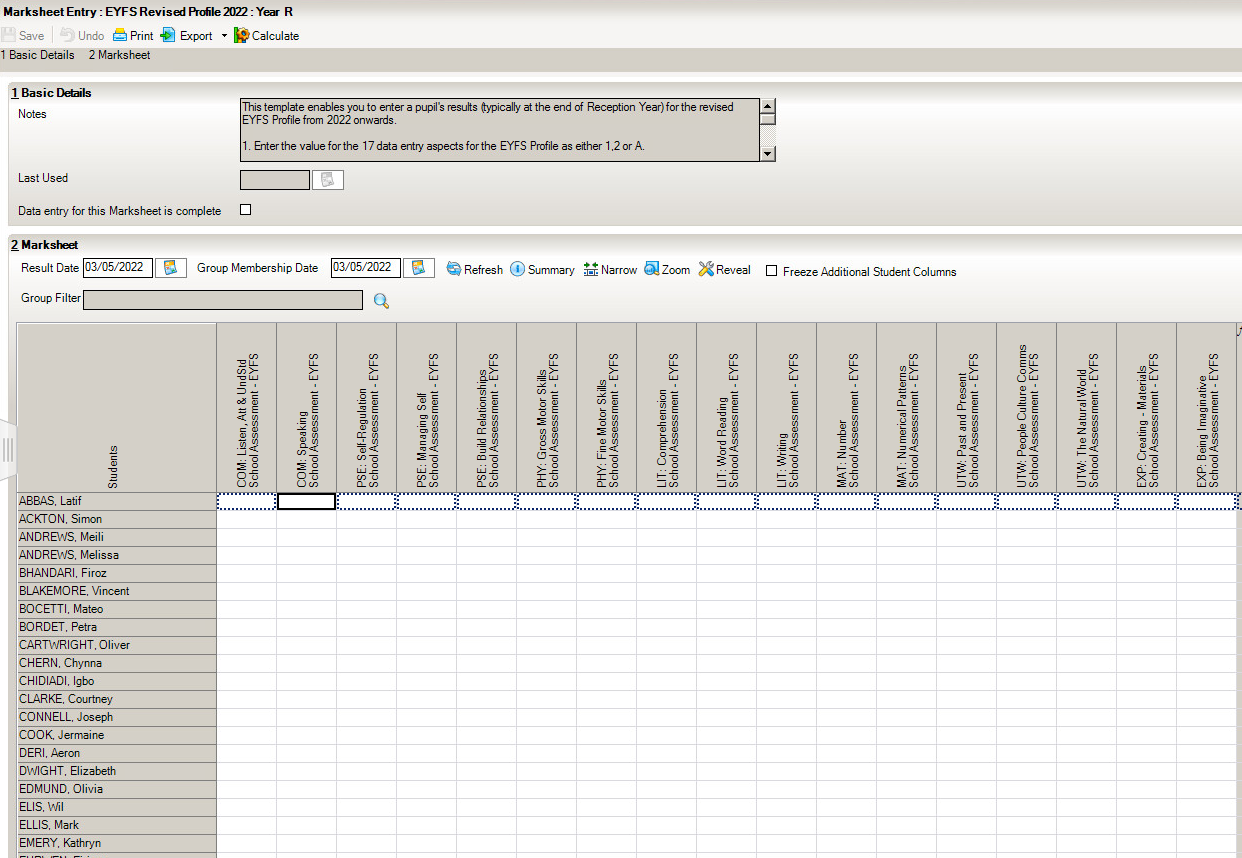 Marksheet Entry : EYFS Revised Profile 2022 : Year R
Save Undo Print Export Calculate
1 Basic Details 2 Marksheet
1 Basic Details
Notes
This template enables you to enter a pupil's results (typically at the end of Reception Year) for the revised
EYFS Profile from 2022 onwards.
1. Enter the value for the 17 data entry aspects for the EYFS Profile as either 1,2 or A.
Last Used
Data entry for this Marksheet is complete
2 Marksheet
Result Date 03/05/2022 Group Membership Date 03/05/2022 Refresh Summary Narrow Zoom Reveal Freeze Additional Student Columns
Group Filter
Students
COM: Listen, Att & UndStd
School Assessment - EYFS
COM: Speaking
School Assessment - EYFS
PSE: Self-Regulation
School Assessment - EYFS
PSE: Managing Self
School Assessment - EYFS
PSE: Build Relationships
School Assessment - EYFS
PHY: Gross Motor Skills
School Assessment - EYFS
PHY: Fine Motor Skills
School Assessment - EYFS
LIT: Comprehension
School Assessment - EYFS
LIT: Word Reading
School Assessment - EYFS
LIT: Writing
School Assessment - EYFS
MAT: Number
School Assessment - EYFS
MAT: Numerical Patterns
School Assessment - EYFS
UTW: Past and Present
School Assessment - EYFS
UTW: People Culture Comms
School Assessment - EYFS
UTW: The Natural World
School Assessment - EYFS
EXP: Creating - Materials
School Assessment - EYFS
EXP: Being Imaginative
School Assessment - EYFS
ABBAS, Latif
ACKTON, Simon
ANDREWS, Meili
ANDREWS, Melissa
BHANDARI, Firoz
BLAKEMORE, Vincent
BOCETTI, Mateo
BORDET, Petra
CARTWRIGHT, Oliver
CHERN, Chynna
CHIDIADI, Igbo
CLARKE, Courtney
CONNELL, Joseph
COOK, Jermaine
DERI, Aeron
DWIGHT, Elizabeth
EDMUND, Olivia
ELIS, Wil
ELLIS, Mark
EMERY, Kathryn